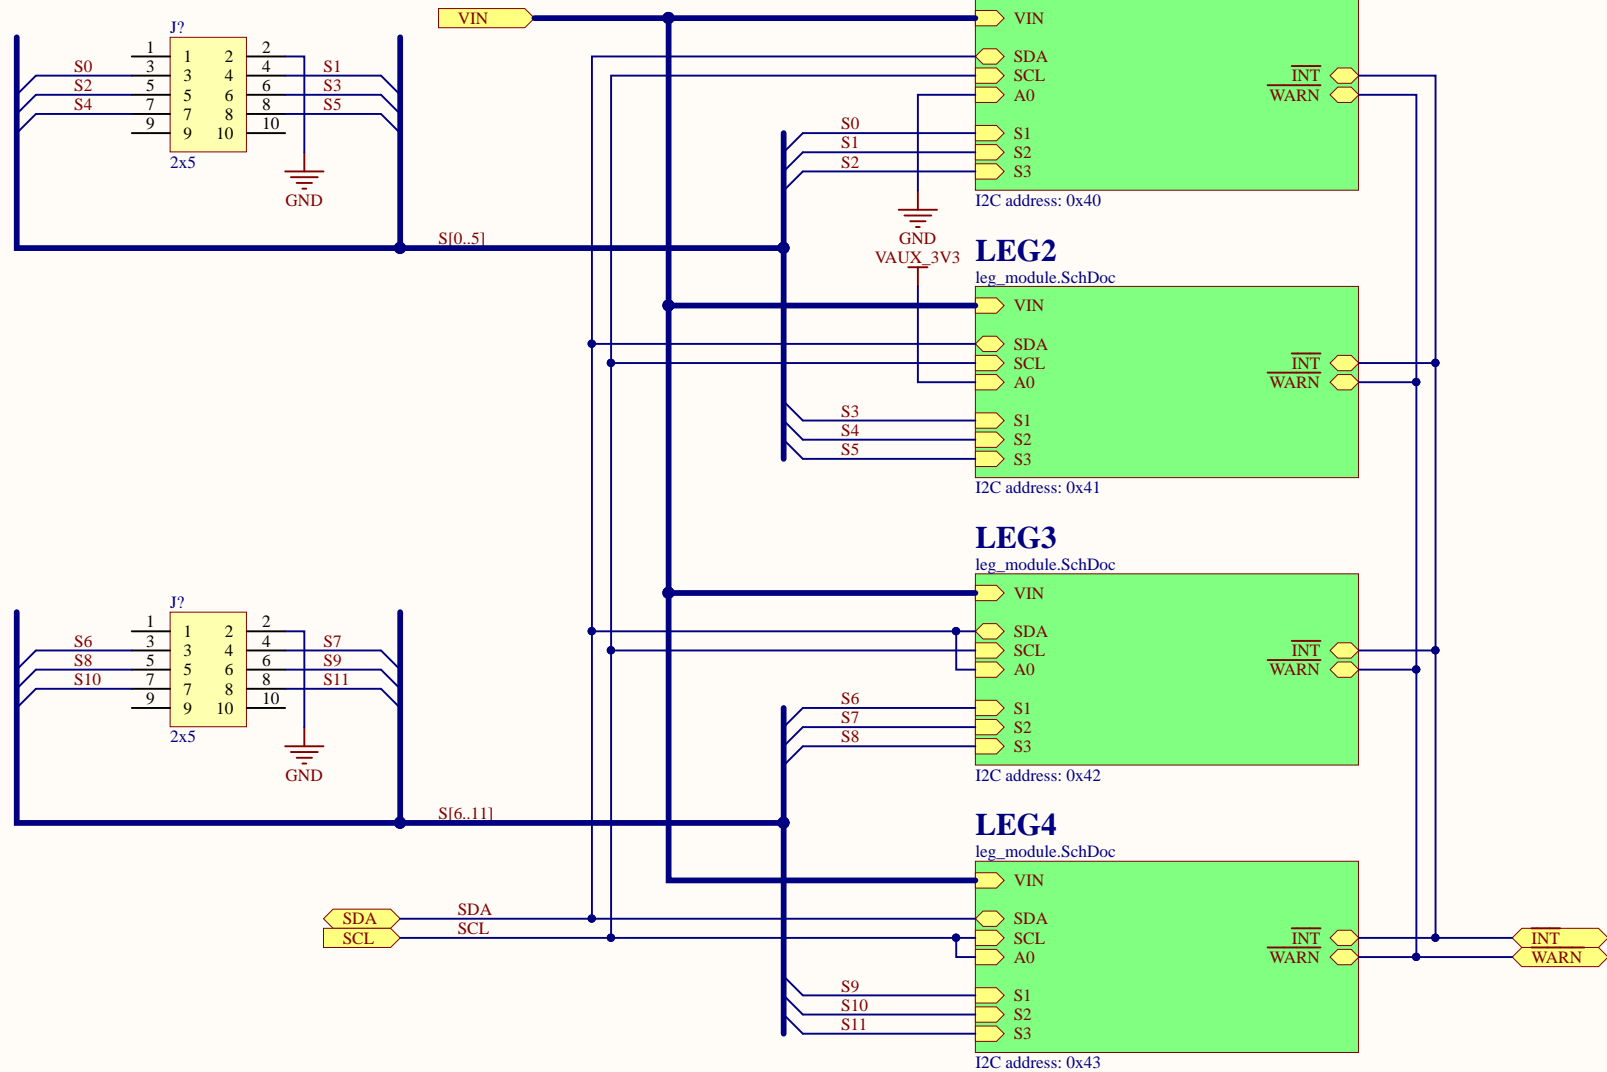 VIN
J?
1 1 2 2
S0 3 3 4 4 S1
S2 5 5 6 6 S3
S4 7 7 8 8 S5
9 9 10 10
2x5
GND
S[0..5]
VIN
SDA
SCL
A0
S0 S1
S1 S2
S2 S3
INT
WARN
I2C address: 0x40
GND
VAUX_3V3
LEG2
leg_module.SchDoc
VIN
SDA
SCL
A0
S3 S1
S4 S2
S5 S3
INT
WARN
I2C address: 0x41
LEG3
leg_module.SchDoc
VIN
SDA
SCL
A0
S6 S1
S7 S2
S8 S3
INT
WARN
I2C address: 0x42
J?
1 1 2 2
S6 3 3 4 4 S7
S8 5 5 6 6 S9
S10 7 7 8 8 S11
9 9 10 10
2x5
GND
S[6..11]
LEG4
leg_module.SchDoc
VIN
SDA SDA SDA
SCL SCL SCL
A0
S9 S1
S10 S2
S11 S3
INT INT
WARN WARN
I2C address: 0x43